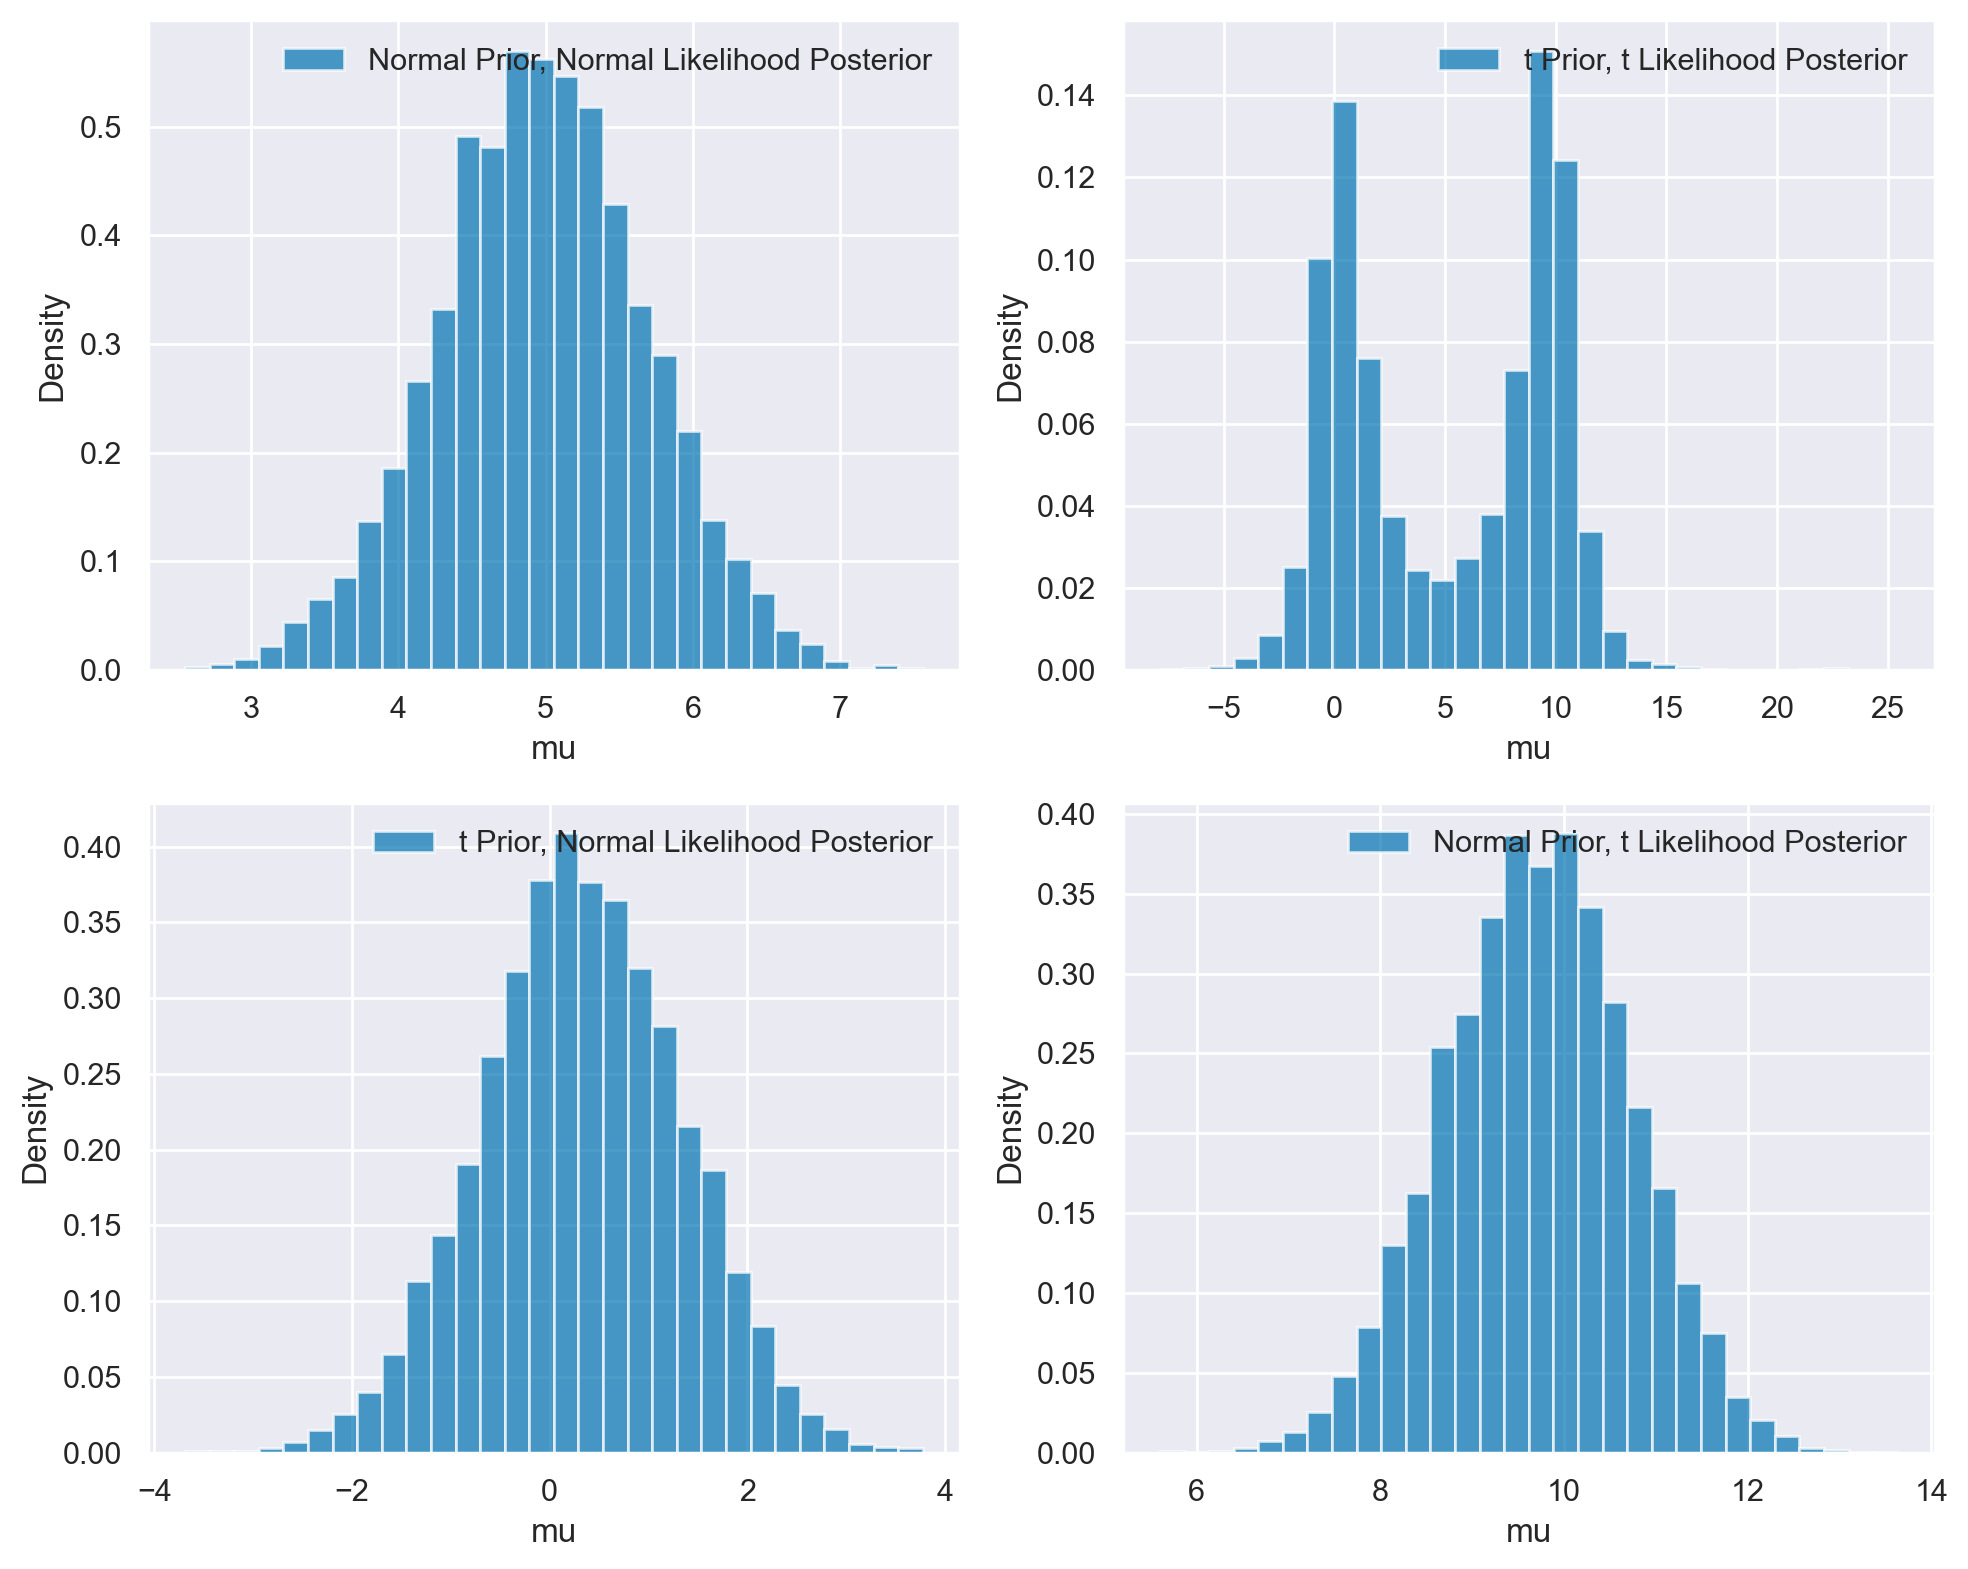 Normal Prior, Normal Likelihood Posterior
0.5
0.4
0.3
0.2
0.1
0.0
Density
3 4 5 6 7
mu
t Prior, t Likelihood Posterior
0.14
0.12
0.10
0.08
0.06
0.04
0.02
0.00
Density
−5 0 5 10 15 20 25
mu
t Prior, Normal Likelihood Posterior
0.40
0.35
0.30
0.25
0.20
0.15
0.10
0.05
0.00
Density
−4 −2 0 2 4
mu
Normal Prior, t Likelihood Posterior
0.40
0.35
0.30
0.25
0.20
0.15
0.10
0.05
0.00
Density
6 8 10 12 14
mu